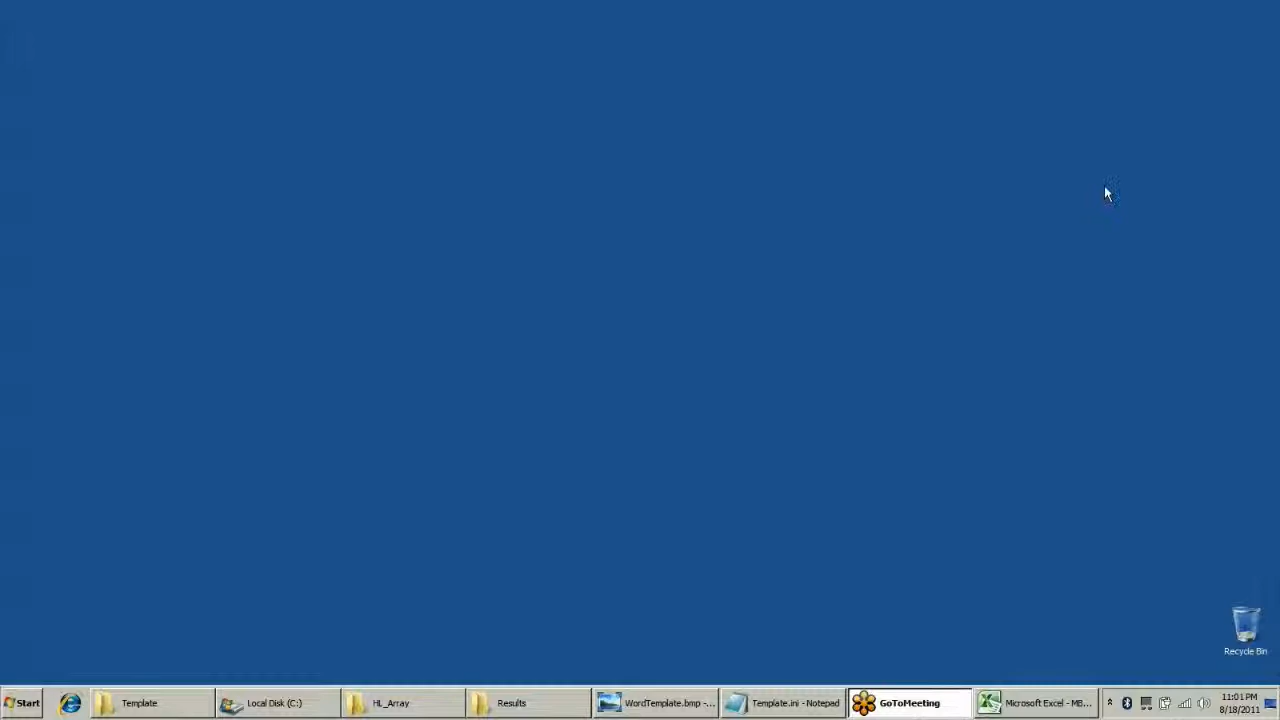 Recycle Bin
Start
Template
Local Disk (C:)
HL_Array
Results
WordTemplate.bmp -...
Template.ini - Notepad
GoToMeeting
Microsoft Excel - MB...
11:01 PM
8/18/2011